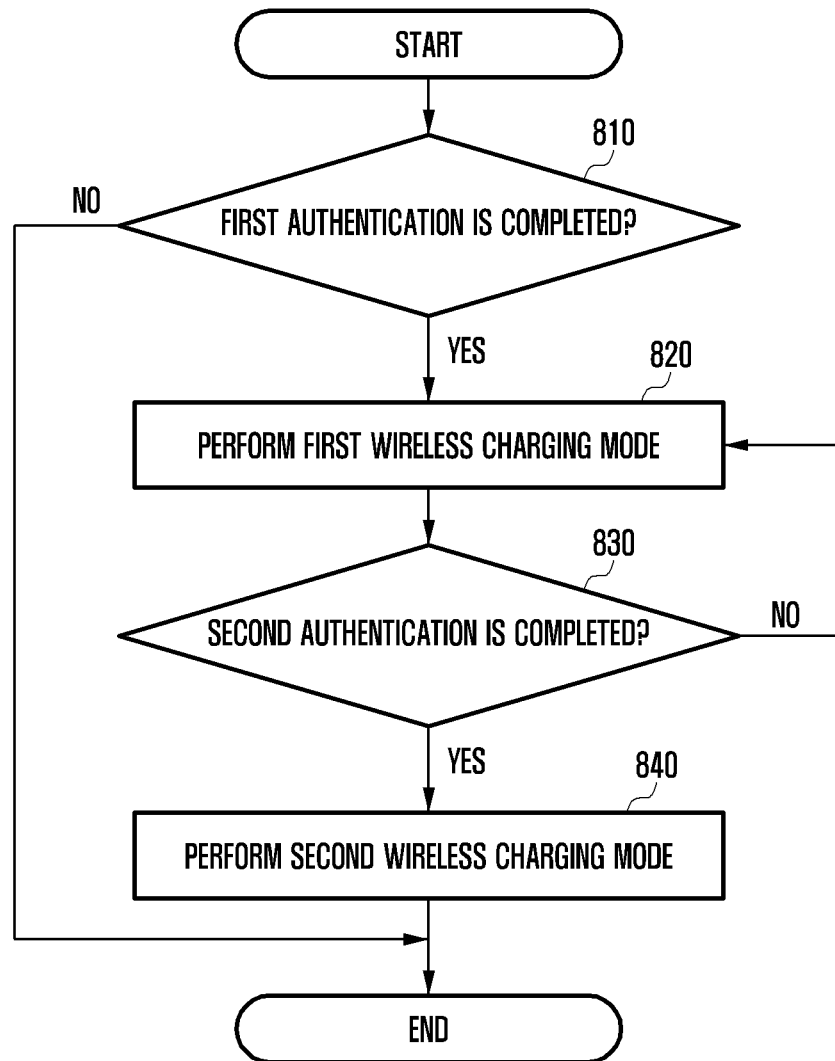 START
810
NO
FIRST AUTHENTICATION IS COMPLETED?
YES
820
PERFORM FIRST WIRELESS CHARGING MODE
830
SECOND AUTHENTICATION IS COMPLETED?
NO
YES
840
PERFORM SECOND WIRELESS CHARGING MODE
END